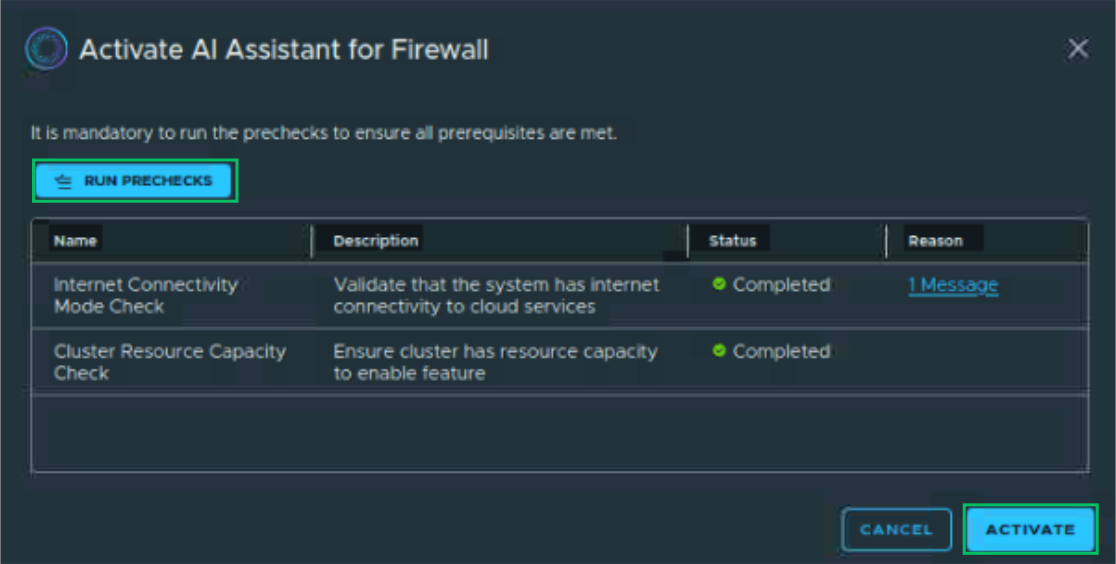 Activate AI Assistant for Firewall
It is mandatory to run the prechecks to ensure all prerequisites are met.
RUN PRECHECKS
Name Description Status Reason
Internet Connectivity Validate that the system has internet Completed 1 Message
Mode Check connectivity to cloud services
Cluster Resource Capacity Ensure cluster has resource capacity Completed
Check to enable feature
CANCEL ACTIVATE